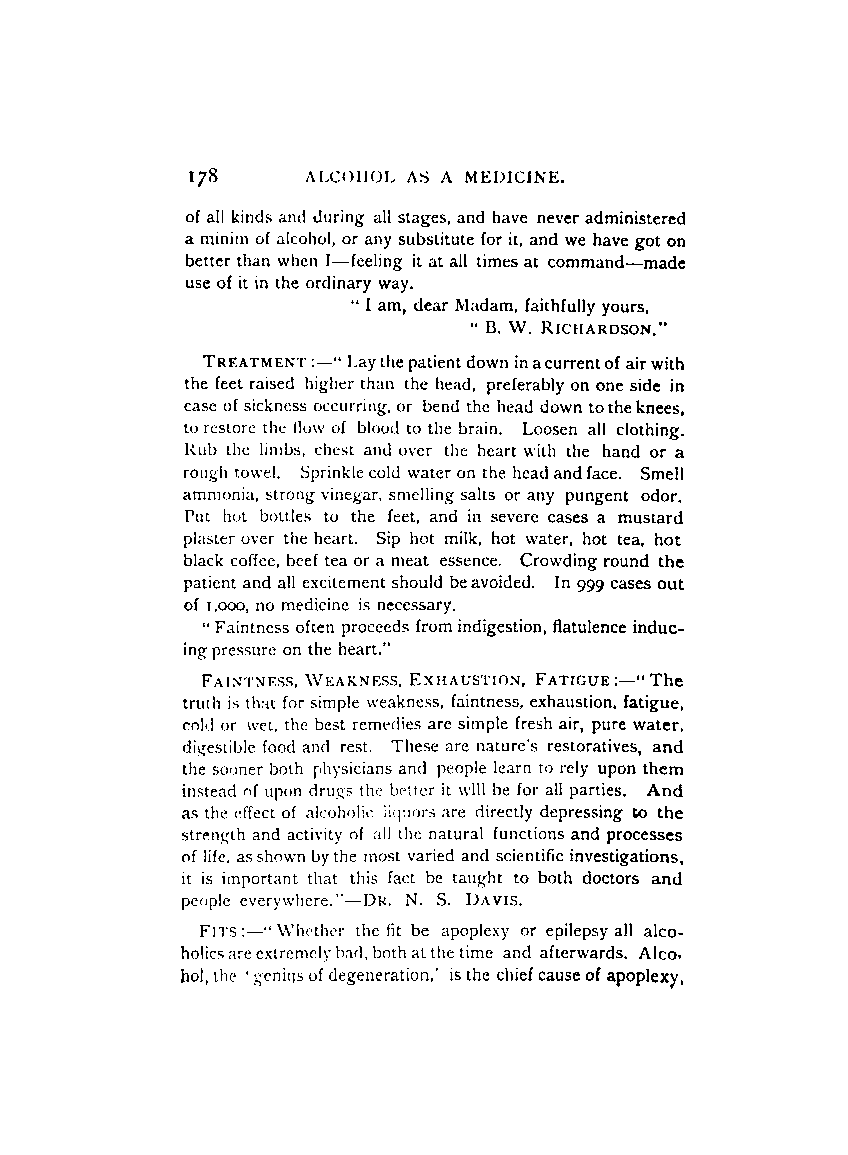 178 ALCOHOL AS A MEDICINE.
of all kinds and during all stages, and have never administered
a minim of alcohol, or any substitute for it, and we have got on
better than when I—feeling it at all times at command—made
use of it in the ordinary way.
“ I am, dear Madam, faithfully yours,
“ B. W. RICHARDSON.”
TREATMENT :—“ Lay the patient down in a current of air with
the feet raised higher than the head, preferably on one side in
case of sickness occurring, or bend the head down to the knees,
to restore the flow of blood to the brain. Loosen all clothing.
Rub the limbs, chest and over the heart with the hand or a
rough towel. Sprinkle cold water on the head and face. Smell
ammonia, strong vinegar, smelling salts or any pungent odor.
Put hot bottles to the feet, and in severe cases a mustard
plaster over the heart. Sip hot milk, hot water, hot tea, hot
black coffee, beef tea or a meat essence. Crowding round the
patient and all excitement should be avoided. In 999 cases out
of 1,000, no medicine is necessary.
“ Faintness often proceeds from indigestion, flatulence induc-
ing pressure on the heart.”
FAINTNESS, WEAKNESS, EXHAUSTION, FATIGUE :—“ The
truth is that for simple weakness, faintness, exhaustion, fatigue,
cold or wet, the best remedies are simple fresh air, pure water,
digestible food and rest. These are nature's restoratives, and
the sooner both physicians and people learn to rely upon them
instead of upon drugs the better it will be for all parties. And
as the effect of alcoholic liquors are directly depressing to the
strength and activity of all the natural functions and processes
of life, as shown by the most varied and scientific investigations,
it is important that this fact be taught to both doctors and
people everywhere.”—DR. N. S. DAVIS.
FITS :—“ Whether the fit be apoplexy or epilepsy all alco-
holics are extremely bad, both at the time and afterwards. Alco-
hol, the ‘ genius of degeneration,’ is the chief cause of apoplexy,